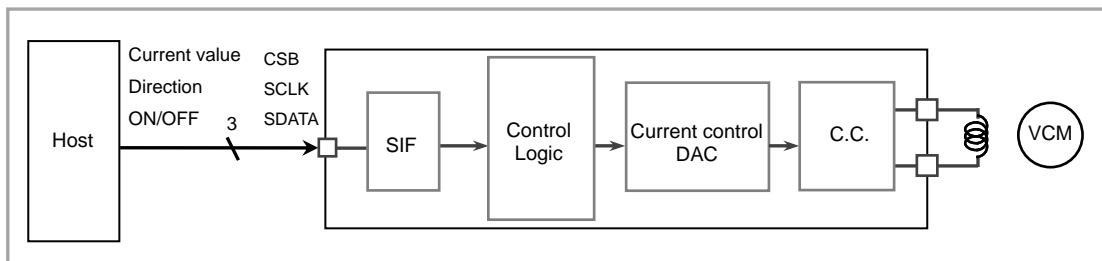 Host
Current value
Direction
ON/OFF
3
CSB
SCLK
SDATA
SIF
Control
Logic
Current control
DAC
C.C.
VCM